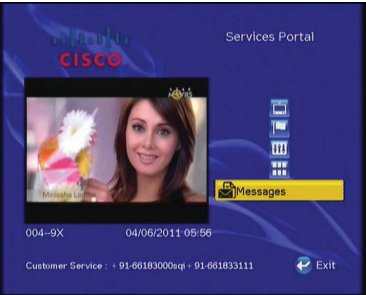 CISCO
Services Portal
MOVIES
Minissha
Messages
004--9X 04/06/2011 05:56
Customer Service : + 91-66183000sqi + 91-661833111
Exit